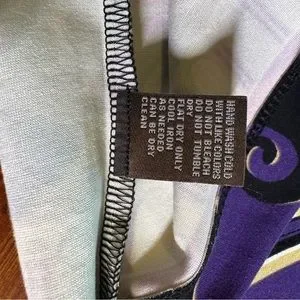 HAND WASH COLD
WITH LIKE COLORS
DO NOT BLEACH
DO NOT TUMBLE
DRY
FLAT DRY ONLY
COOL IRON
AS NEEDED
CAN BE DRY
CLEAN